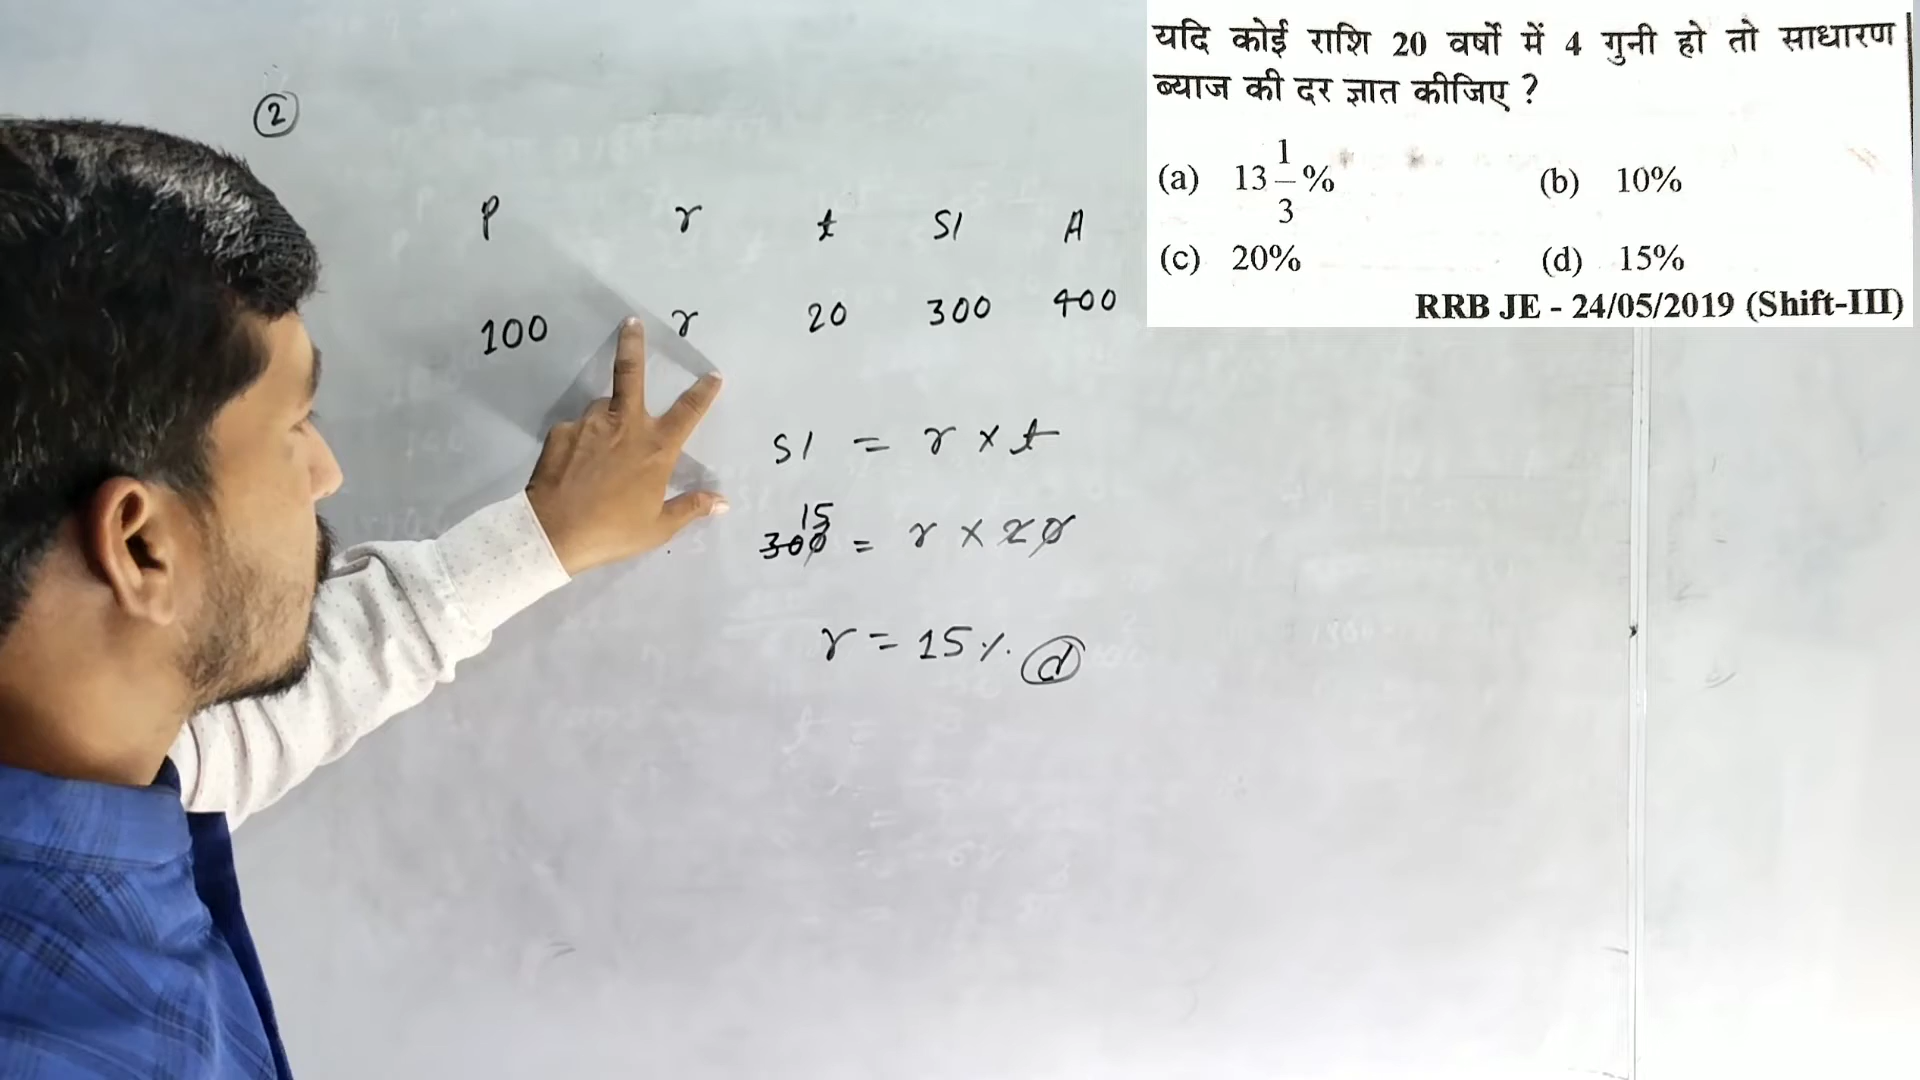 यदि कोई राशि 20 वर्षों में 4 गुनी हो तो साधारण
ब्याज की दर ज्ञात कीजिए ?
(a) 13 1/3 % (b) 10%
(c) 20% (d) 15%
RRB JE - 24/05/2019 (Shift-III)
2
P r t SI A
100 r 20 300 400
SI = r × t
15
300 = r × 20
r = 15% d